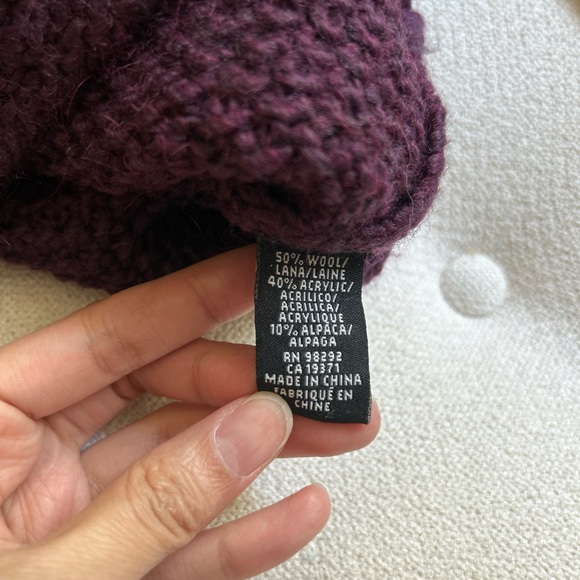 50% WOOL/
LANA/LAINE
40% ACRYLIC/
ACRILICO/
ACRILICA/
ACRYLIQUE
10% ALPACA/
ALPAGA
RN 98292
CA 19371
MADE IN CHINA
FABRIQUÉ EN
CHINE